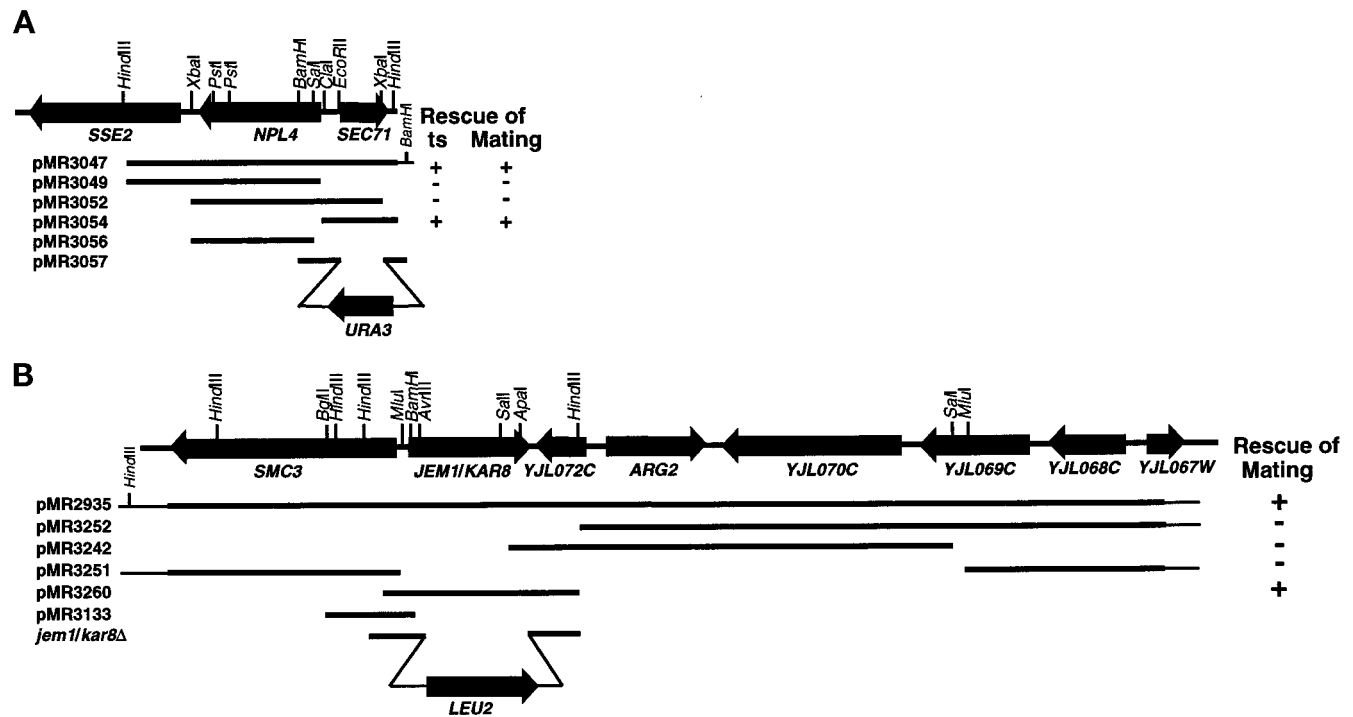 A
HindIII
XbaI
PstI
PstI
BamHI
SalI
ClaI
EcoRII
XbaI
HindIII
SSE2
NPL4
SEC71
BamHI
Rescue of
ts Mating
pMR3047 + +
pMR3049 - -
pMR3052 - -
pMR3054 + +
pMR3056
pMR3057
URA3
B
HindIII
BglII
HindIII
HindIII
MluI
BamHI
AvrII
SalI
ApaI
HindIII
SalI
MluI
HindIII
SMC3
JEM1/KAR8
YJL072C
ARG2
YJL070C
YJL069C
YJL068C
YJL067W
Rescue of
Mating
pMR2935 +
pMR3252 -
pMR3242 -
pMR3251 -
pMR3260 +
pMR3133
jem1/kar8Δ
LEU2